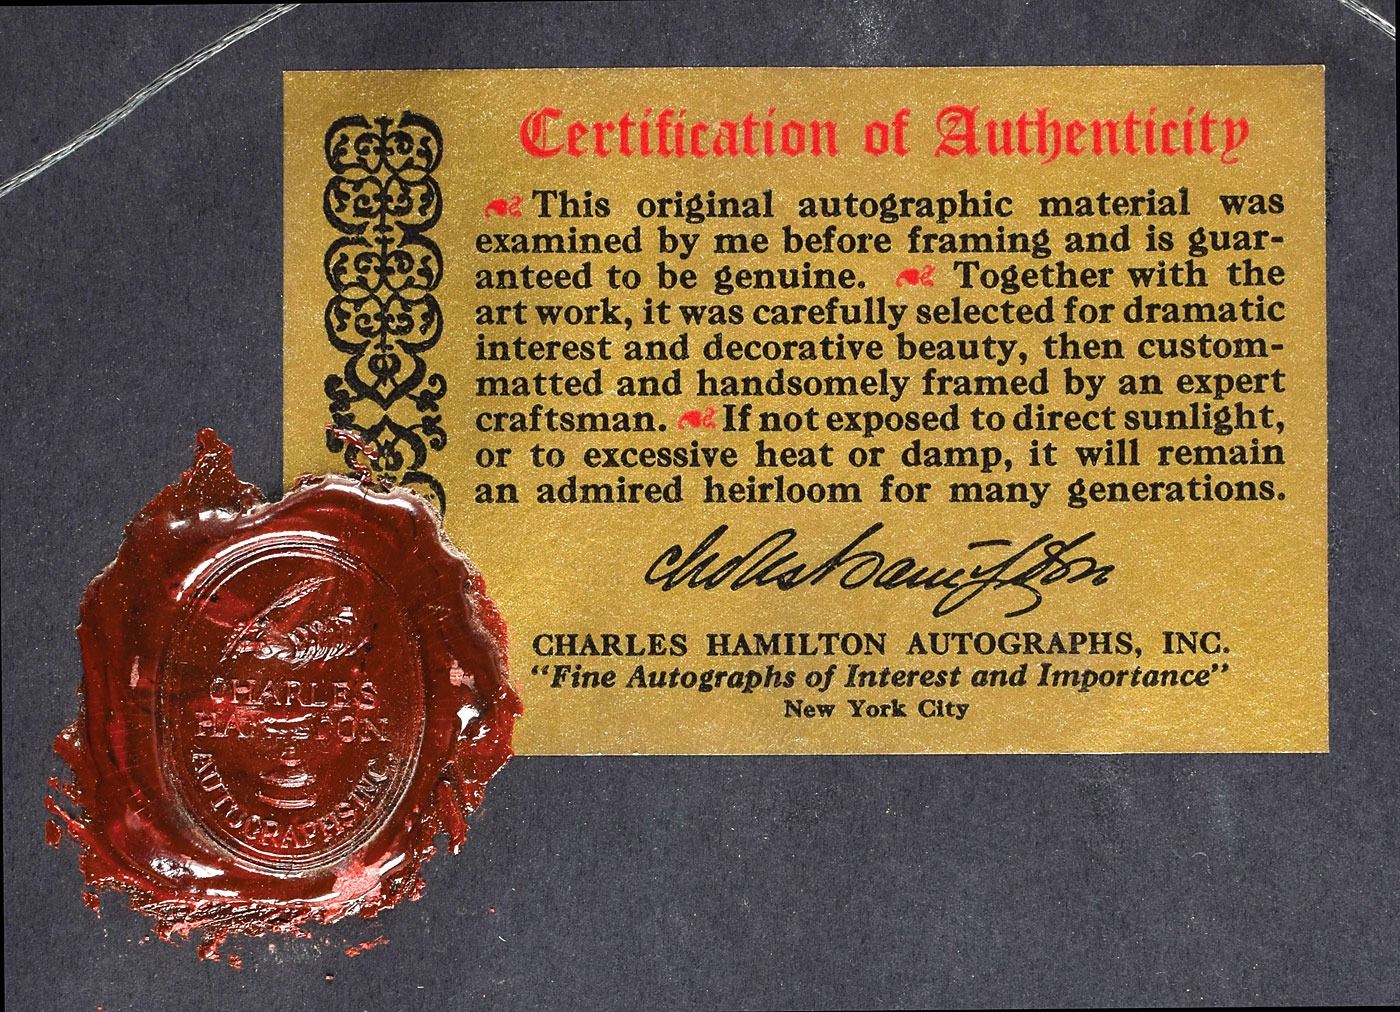 Certification of Authenticity
This original autographic material was
examined by me before framing and is guar-
anteed to be genuine. Together with the
art work, it was carefully selected for dramatic
interest and decorative beauty, then custom-
matted and handsomely framed by an expert
craftsman. If not exposed to direct sunlight,
or to excessive heat or damp, it will remain
an admired heirloom for many generations.
Charles Hamilton
CHARLES HAMILTON AUTOGRAPHS, INC.
“Fine Autographs of Interest and Importance”
New York City
CHARLES
HAMILTON
AUTOGRAPHS INC.